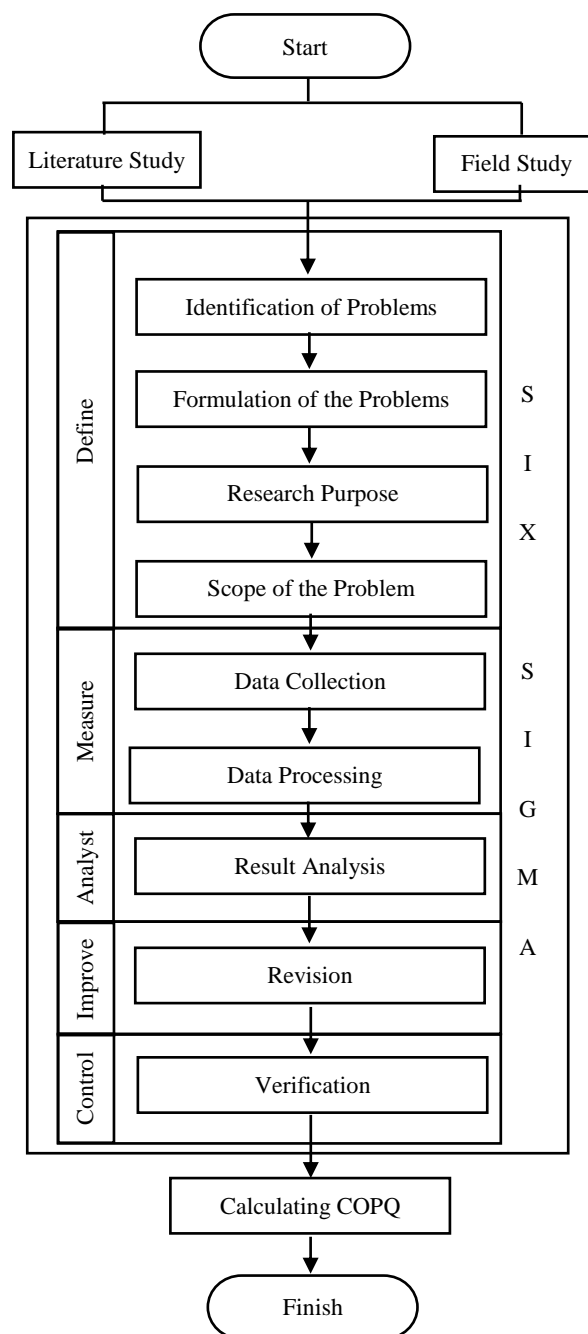 Start
Literature Study
Field Study
Define
Identification of Problems
Formulation of the Problems
Research Purpose
Scope of the Problem
Measure
Data Collection
Data Processing
Analyst
Result Analysis
Improve
Revision
Control
Verification
S
I
X
S
I
G
M
A
Calculating COPQ
Finish